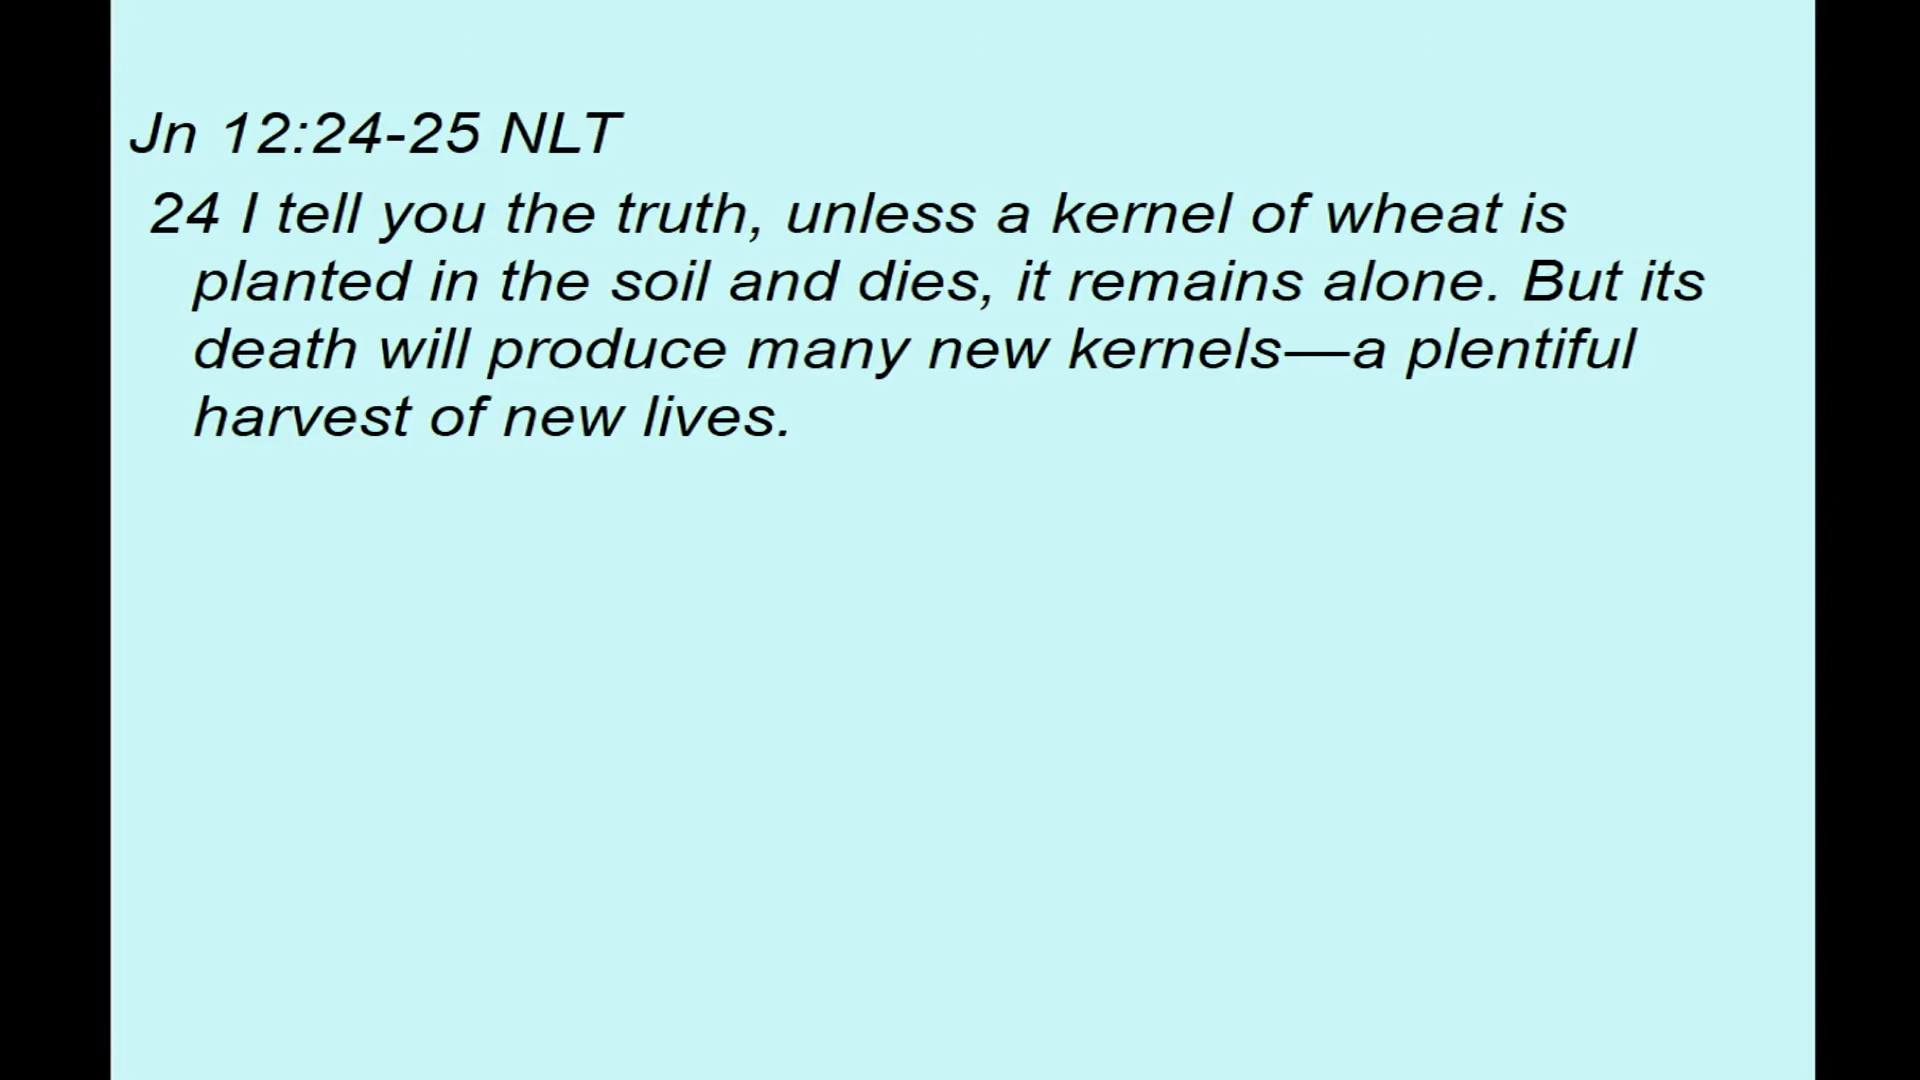 Jn 12:24-25 NLT
24 I tell you the truth, unless a kernel of wheat is
planted in the soil and dies, it remains alone. But its
death will produce many new kernels—a plentiful
harvest of new lives.